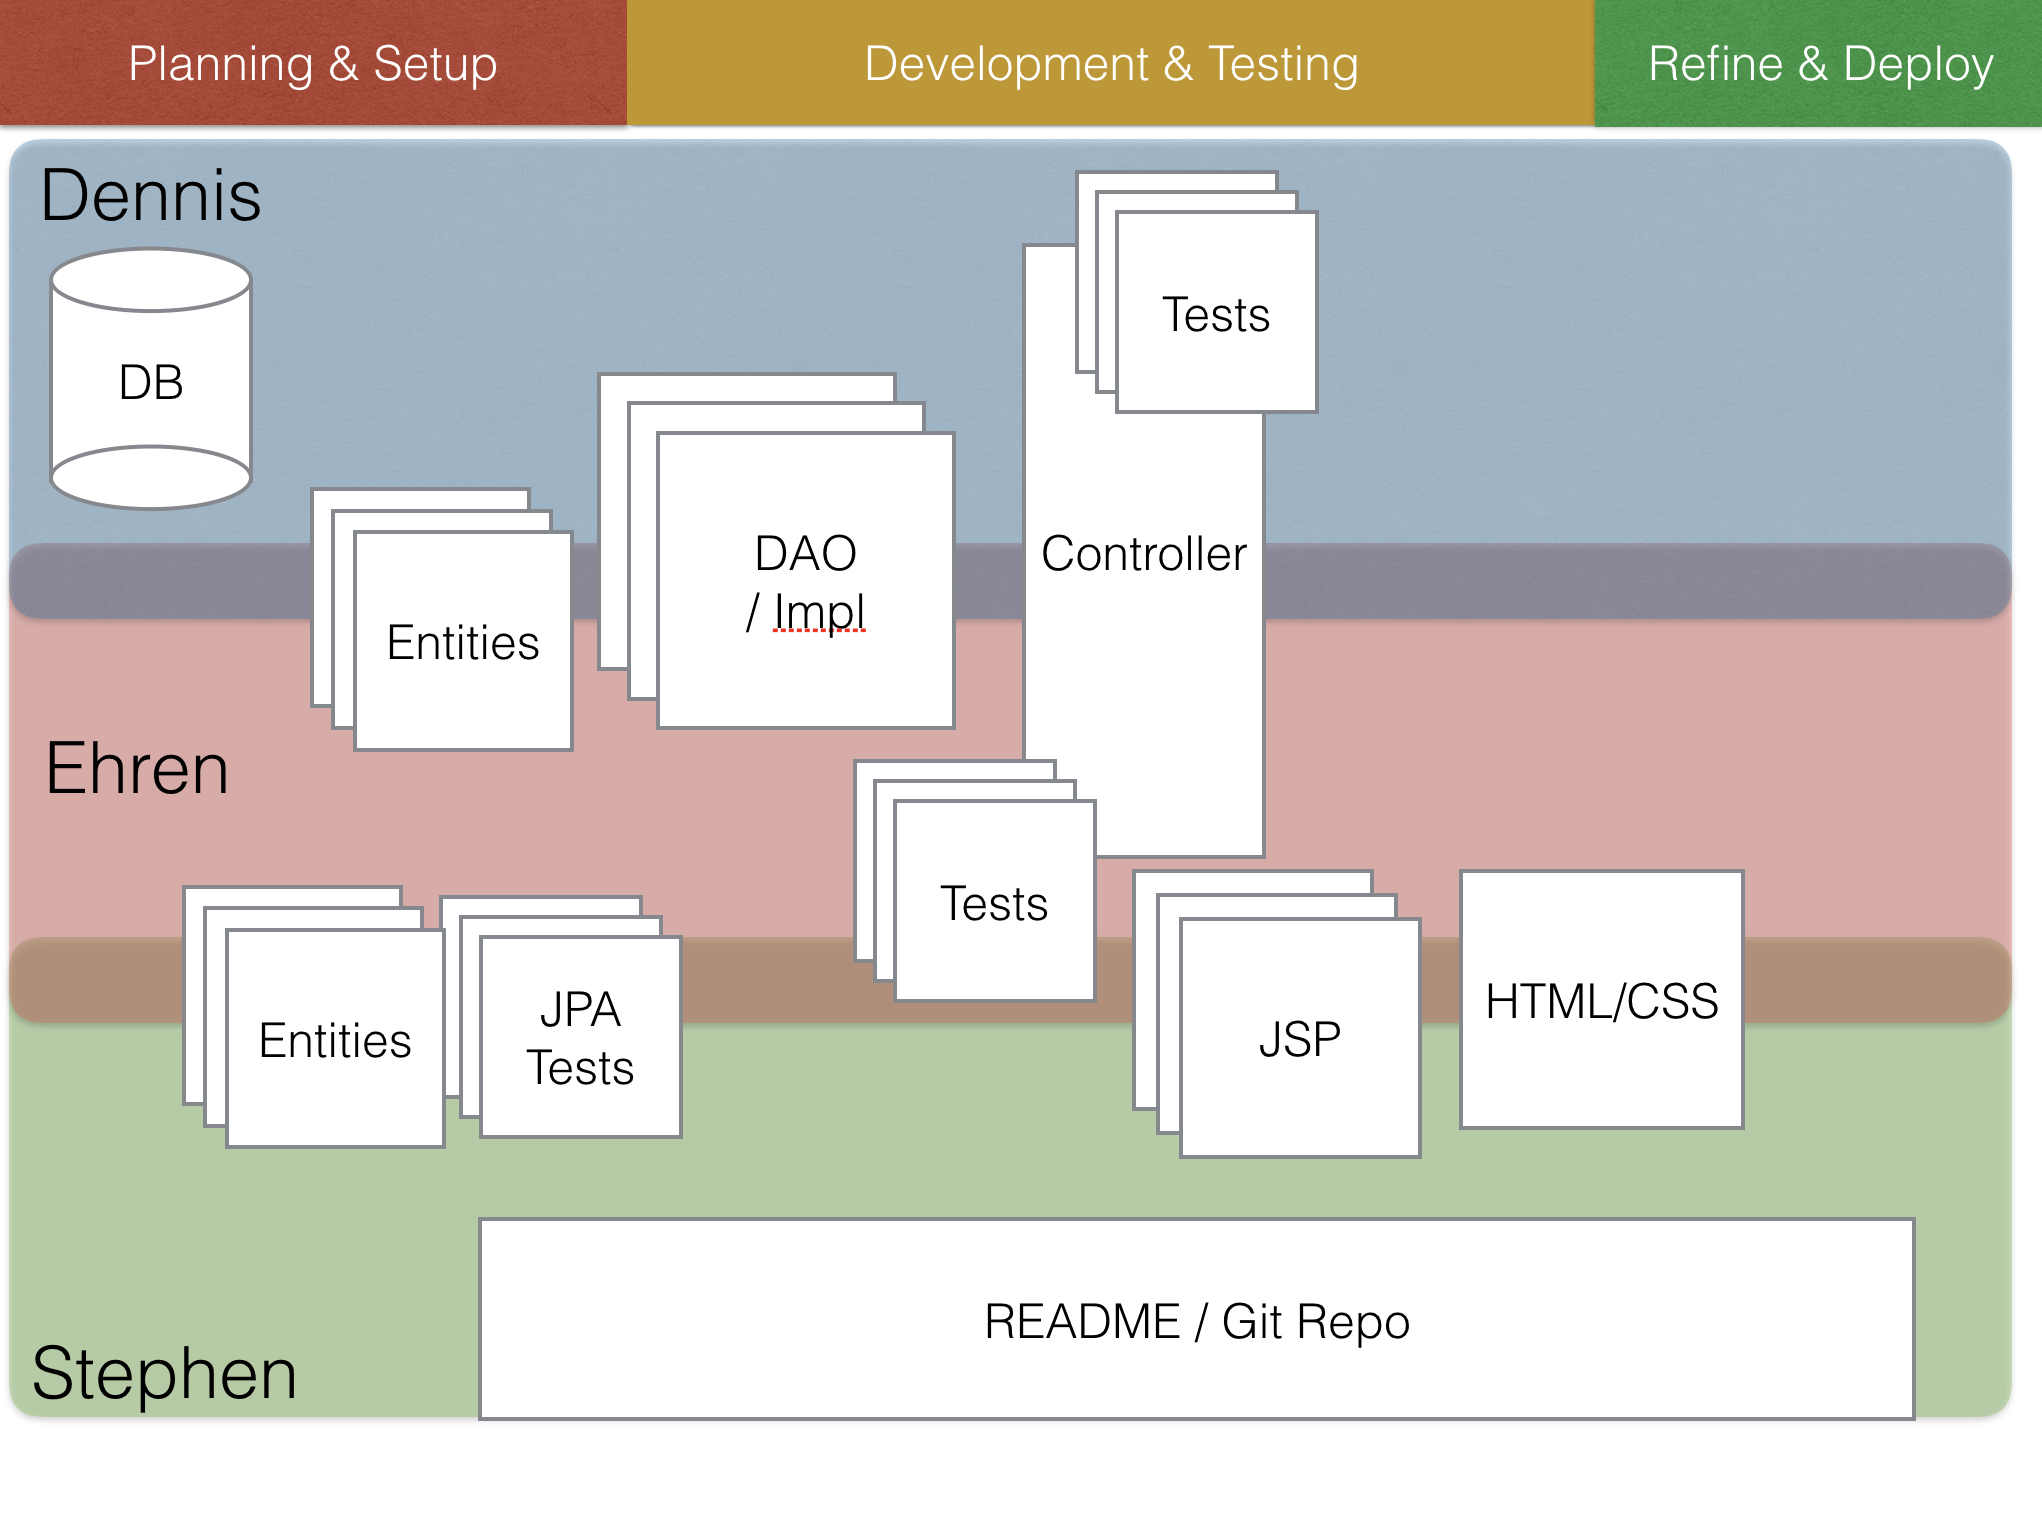 Planning & Setup
Development & Testing
Refine & Deploy
Dennis
Tests
DB
Controller
DAO
/ Impl
Entities
Ehren
Tests
HTML/CSS
JPA
Tests
Entities
JSP
README / Git Repo
Stephen